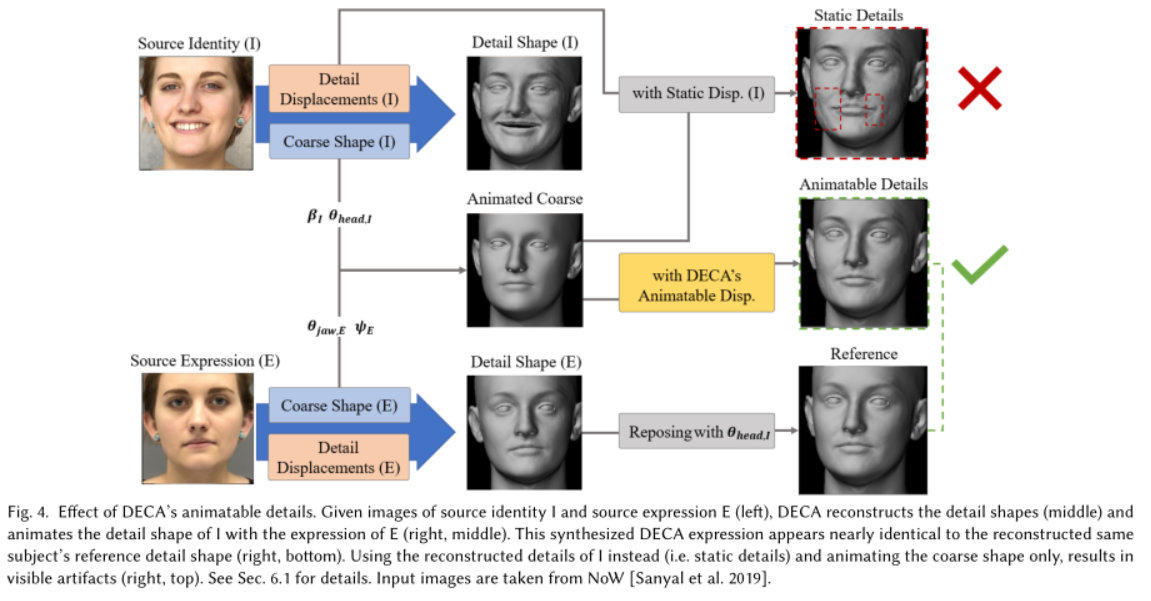 Static Details
Source Identity (I)
Detail Shape (I)
Detail
Displacements (I)
with Static Disp. (I)
Coarse Shape (I)
Animatable Details
Animated Coarse
β_I θ_head,I
with DECA's
Animatable Disp.
θ_jaw,E ψ_E
Source Expression (E)
Detail Shape (E)
Reference
Coarse Shape (E)
Reposing with θ_head,I
Detail
Displacements (E)
Fig. 4. Effect of DECA's animatable details. Given images of source identity I and source expression E (left), DECA reconstructs the detail shapes (middle) and
animates the detail shape of I with the expression of E (right, middle). This synthesized DECA expression appears nearly identical to the reconstructed same
subject's reference detail shape (right, bottom). Using the reconstructed details of I instead (i.e. static details) and animating the coarse shape only, results in
visible artifacts (right, top). See Sec. 6.1 for details. Input images are taken from NoW [Sanyal et al. 2019].